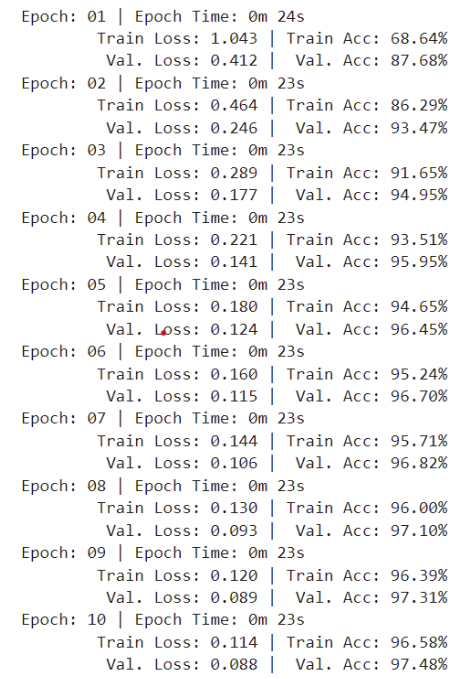 Epoch: 01 | Epoch Time: 0m 24s
Train Loss: 1.043 | Train Acc: 68.64%
Val. Loss: 0.412 | Val. Acc: 87.68%
Epoch: 02 | Epoch Time: 0m 23s
Train Loss: 0.464 | Train Acc: 86.29%
Val. Loss: 0.246 | Val. Acc: 93.47%
Epoch: 03 | Epoch Time: 0m 23s
Train Loss: 0.289 | Train Acc: 91.65%
Val. Loss: 0.177 | Val. Acc: 94.95%
Epoch: 04 | Epoch Time: 0m 23s
Train Loss: 0.221 | Train Acc: 93.51%
Val. Loss: 0.141 | Val. Acc: 95.95%
Epoch: 05 | Epoch Time: 0m 23s
Train Loss: 0.180 | Train Acc: 94.65%
Val. Loss: 0.124 | Val. Acc: 96.45%
Epoch: 06 | Epoch Time: 0m 23s
Train Loss: 0.160 | Train Acc: 95.24%
Val. Loss: 0.115 | Val. Acc: 96.70%
Epoch: 07 | Epoch Time: 0m 23s
Train Loss: 0.144 | Train Acc: 95.71%
Val. Loss: 0.106 | Val. Acc: 96.82%
Epoch: 08 | Epoch Time: 0m 23s
Train Loss: 0.130 | Train Acc: 96.00%
Val. Loss: 0.093 | Val. Acc: 97.10%
Epoch: 09 | Epoch Time: 0m 23s
Train Loss: 0.120 | Train Acc: 96.39%
Val. Loss: 0.089 | Val. Acc: 97.31%
Epoch: 10 | Epoch Time: 0m 23s
Train Loss: 0.114 | Train Acc: 96.58%
Val. Loss: 0.088 | Val. Acc: 97.48%